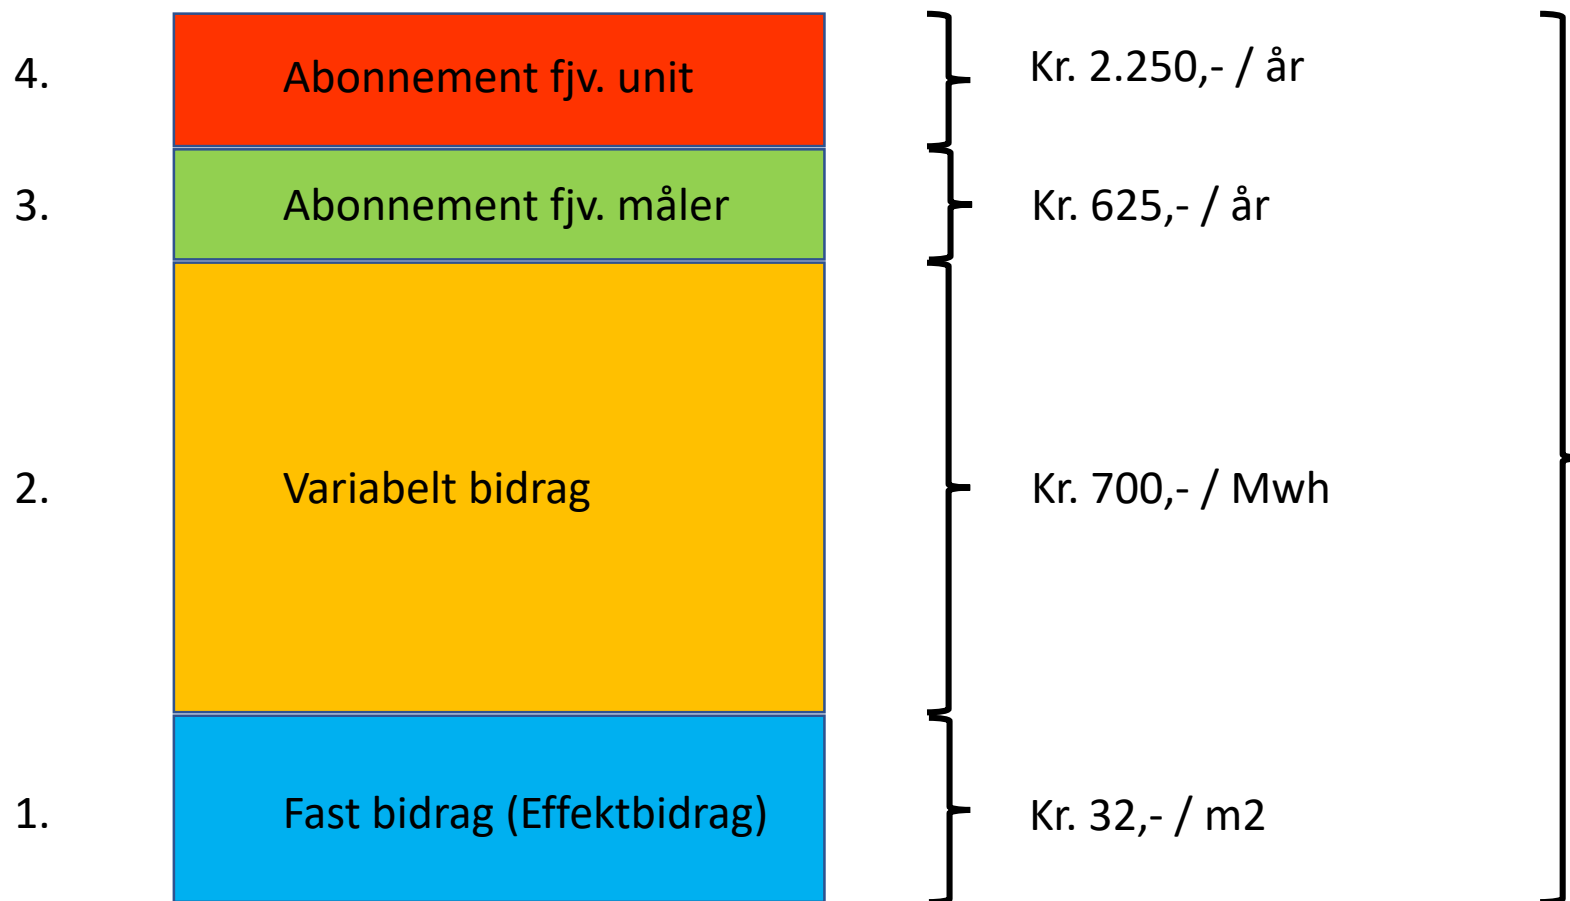 4.
Abonnement fjv. unit
Kr. 2.250,- / år
3.
Abonnement fjv. måler
Kr. 625,- / år
2.
Variabelt bidrag
Kr. 700,- / Mwh
1.
Fast bidrag (Effektbidrag)
Kr. 32,- / m2